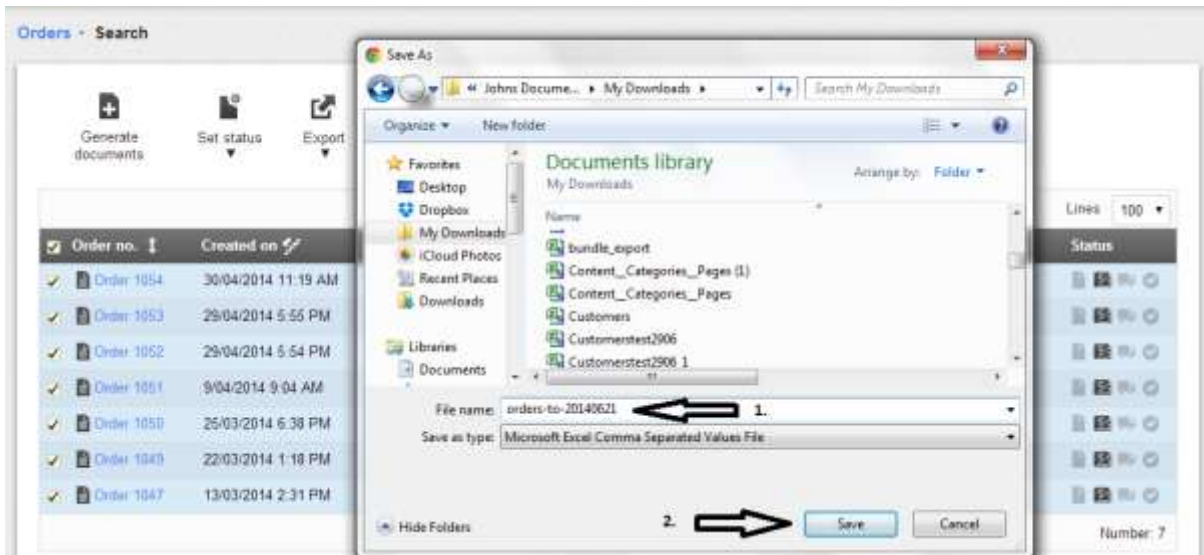 Orders - Search
Generate documents
Set status
Export
Lines 100
Order no. Created on Status
Order 1054 30/04/2014 11:19 AM
Order 1053 29/04/2014 5:55 PM
Order 1052 29/04/2014 5:54 PM
Order 1051 9/04/2014 9:04 AM
Order 1050 25/03/2014 6:38 PM
Order 1049 22/03/2014 1:18 PM
Order 1047 13/03/2014 2:31 PM
Number: 7
Save As
« Johns Docume... My Downloads
Search My Downloads
Organize New folder
Favorites
Desktop
Dropbox
My Downloads
iCloud Photos
Recent Places
Downloads
Libraries
Documents
Documents library
My Downloads
Arrange by: Folder
Name
bundle_export
Content__Categories__Pages (1)
Content__Categories__Pages
Customers
Customerstest2906
Customerstest2906 1
File name: orders-to-20140621 1.
Save as type: Microsoft Excel Comma Separated Values File
Hide Folders 2. Save Cancel